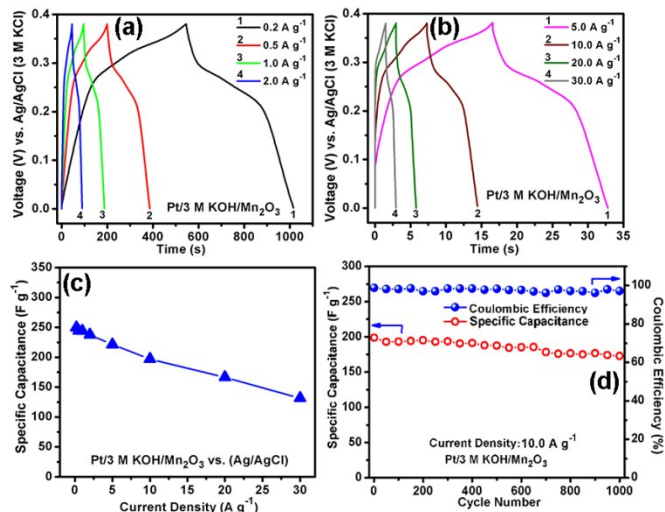 (a)
1 0.2 A g⁻¹
2 0.5 A g⁻¹
3 1.0 A g⁻¹
4 2.0 A g⁻¹
Pt/3 M KOH/Mn₂O₃
4 3 2 1
Voltage (V) vs. Ag/AgCl (3 M KCl)
0.0 0.1 0.2 0.3 0.4
0 200 400 600 800 1000
Time (s)
(b)
1 5.0 A g⁻¹
2 10.0 A g⁻¹
3 20.0 A g⁻¹
4 30.0 A g⁻¹
Pt/3 M KOH/Mn₂O₃
4 3 2 1
Voltage (V) vs. Ag/AgCl (3 M KCl)
0.0 0.1 0.2 0.3 0.4
0 5 10 15 20 25 30 35
Time (s)
(c)
Specific Capacitance (F g⁻¹)
350
300
250
200
150
100
50
0
Pt/3 M KOH/Mn₂O₃ vs. (Ag/AgCl)
0 5 10 15 20 25 30
Current Density (A g⁻¹)
Specific Capacitance (F g⁻¹)
300
250
200
150
100
50
0
Coulombic Efficiency
Specific Capacitance
(d)
Current Density:10.0 A g⁻¹
Pt/3 M KOH/Mn₂O₃
0 200 400 600 800 1000
Cycle Number
100
80
60
40
20
0
Coulombic Efficiency (%)